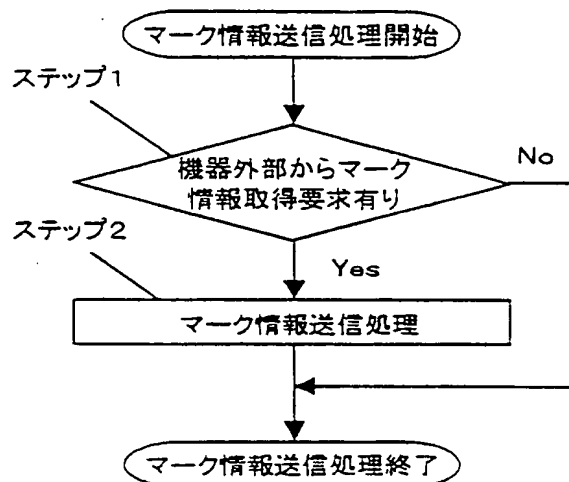 マーク情報送信処理開始
ステップ1
機器外部からマーク
情報取得要求有り
No
ステップ2
Yes
マーク情報送信処理
マーク情報送信処理終了